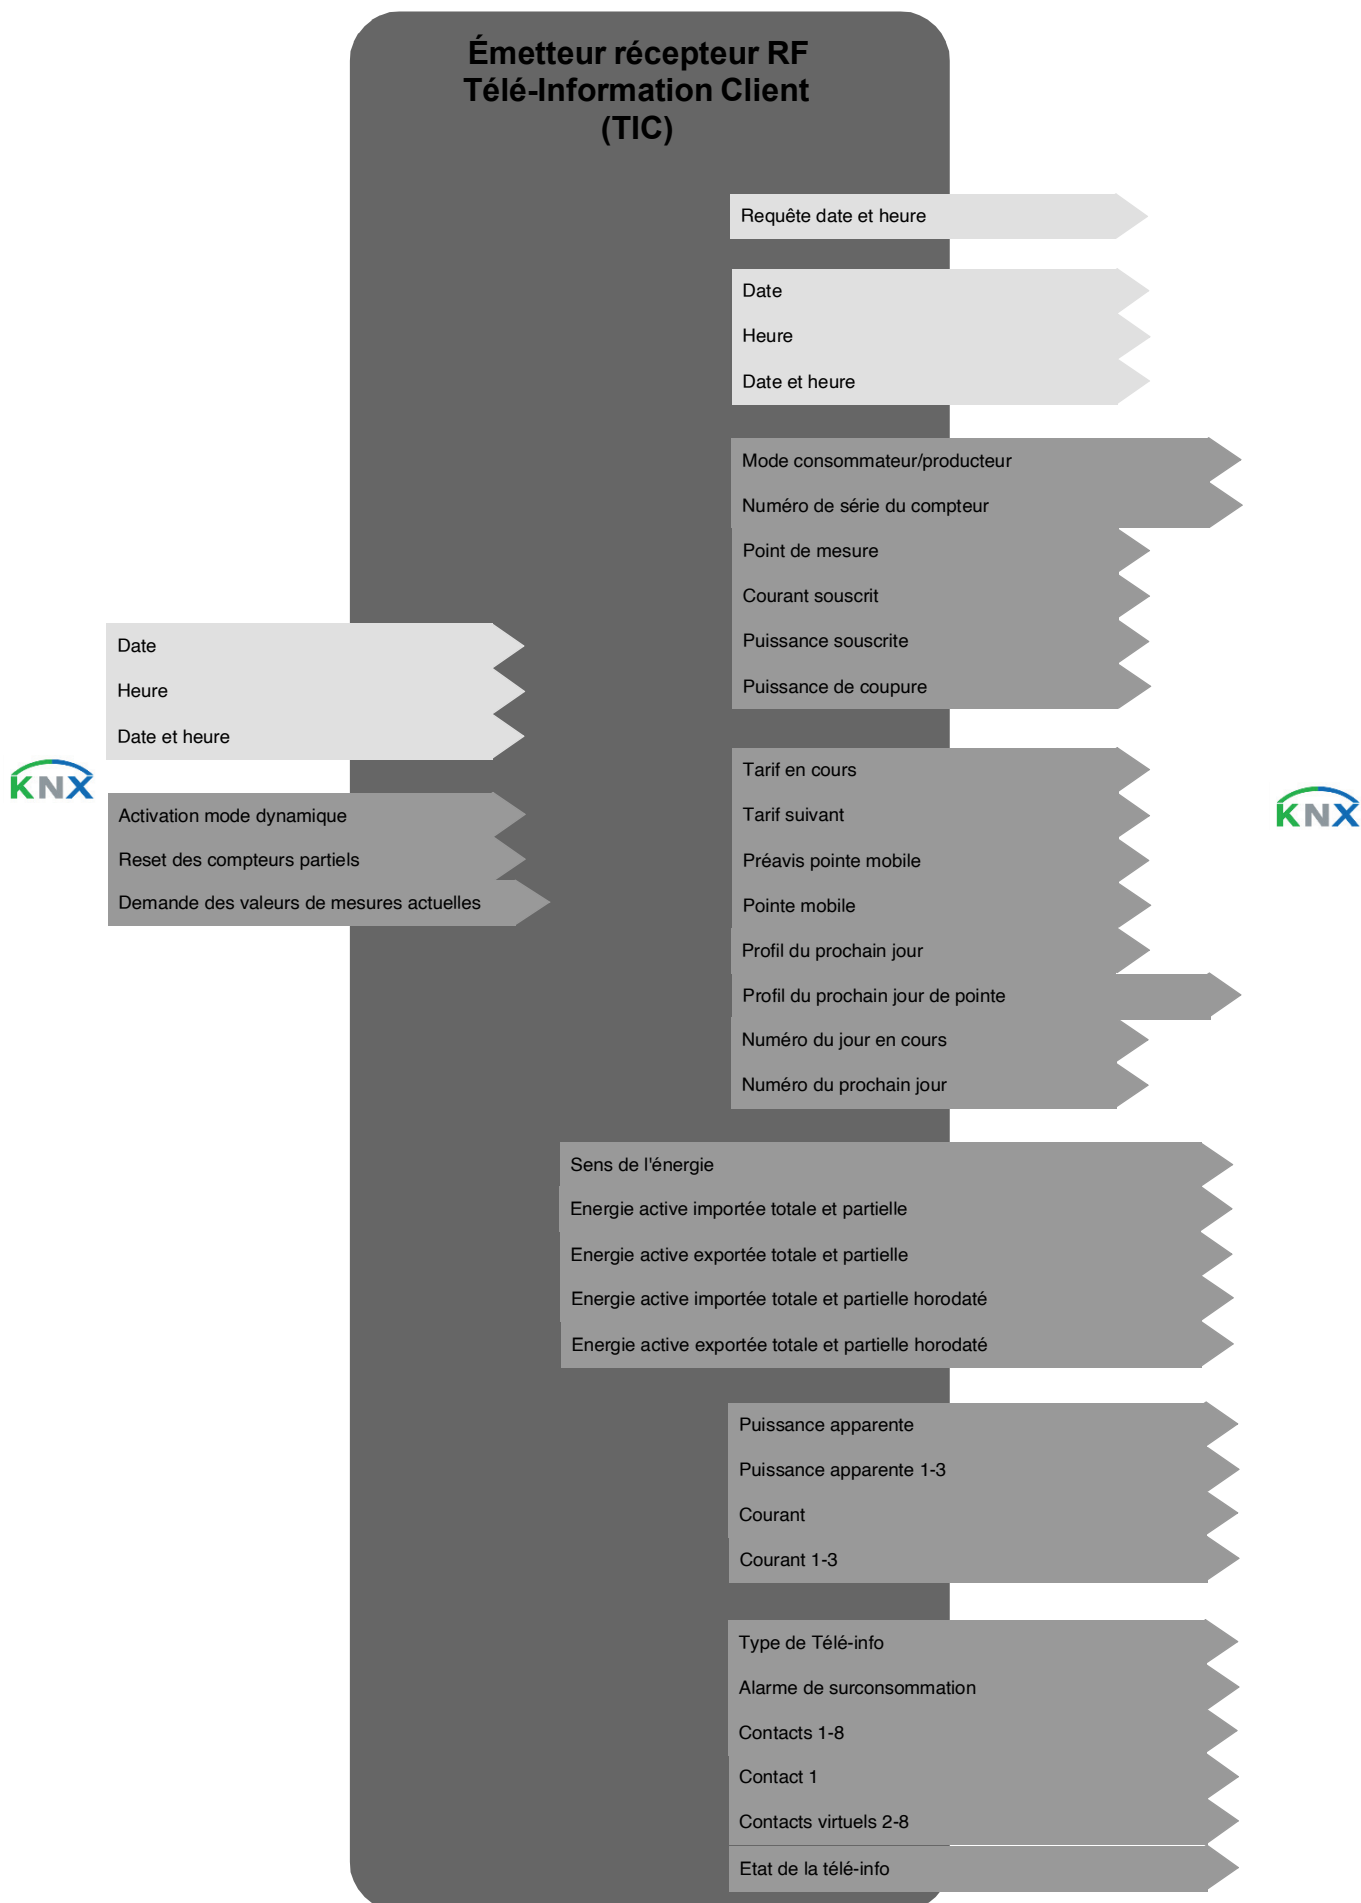 Émetteur récepteur RF
Télé-Information Client
(TIC)
Requête date et heure
Date
Heure
Date et heure
Mode consommateur/producteur
Numéro de série du compteur
Point de mesure
Courant souscrit
Puissance souscrite
Puissance de coupure
Date
Heure
Date et heure
KNX
Activation mode dynamique
Reset des compteurs partiels
Demande des valeurs de mesures actuelles
Tarif en cours
Tarif suivant
Préavis pointe mobile
Pointe mobile
Profil du prochain jour
Profil du prochain jour de pointe
Numéro du jour en cours
Numéro du prochain jour
KNX
Sens de l'énergie
Energie active importée totale et partielle
Energie active exportée totale et partielle
Energie active importée totale et partielle horodaté
Energie active exportée totale et partielle horodaté
Puissance apparente
Puissance apparente 1-3
Courant
Courant 1-3
Type de Télé-info
Alarme de surconsommation
Contacts 1-8
Contact 1
Contacts virtuels 2-8
Etat de la télé-info